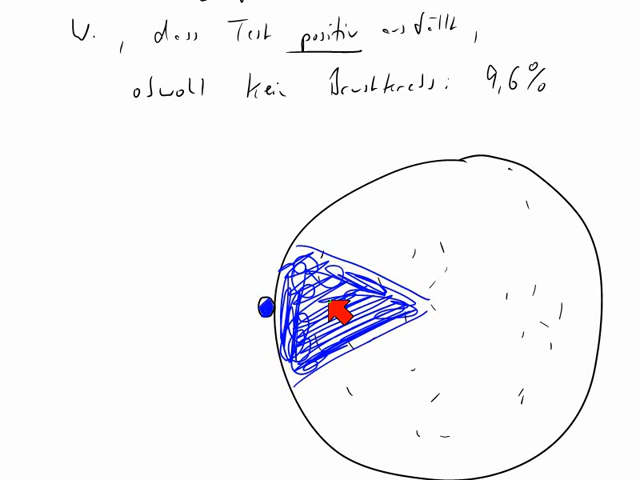 W. , dass Test positiv ausfällt,
obwohl kein Brustkrebs: 9,6%